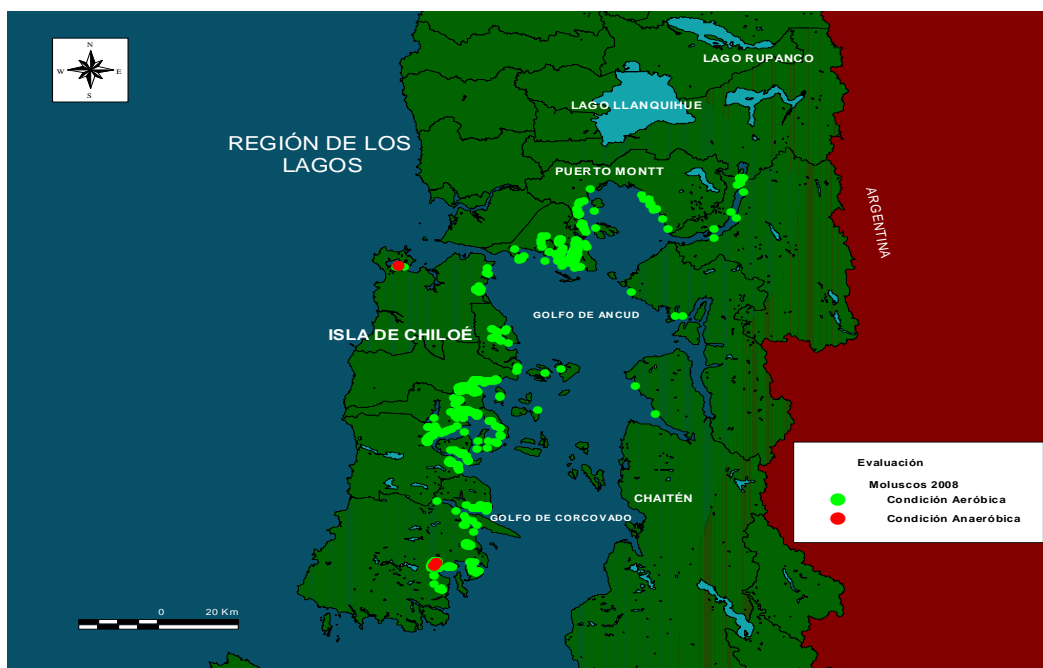 N
W E
S
LAGO RUPANCO
LAGO LLANQUIHUE
REGIÓN DE LOS
LAGOS
PUERTO MONTT
ARGENTINA
GOLFO DE ANCUD
ISLA DE CHILOÉ
Evaluación
Moluscos 2008
Condición Aeróbica
Condición Anaeróbica
CHAITÉN
GOLFO DE CORCOVADO
0 20 Km